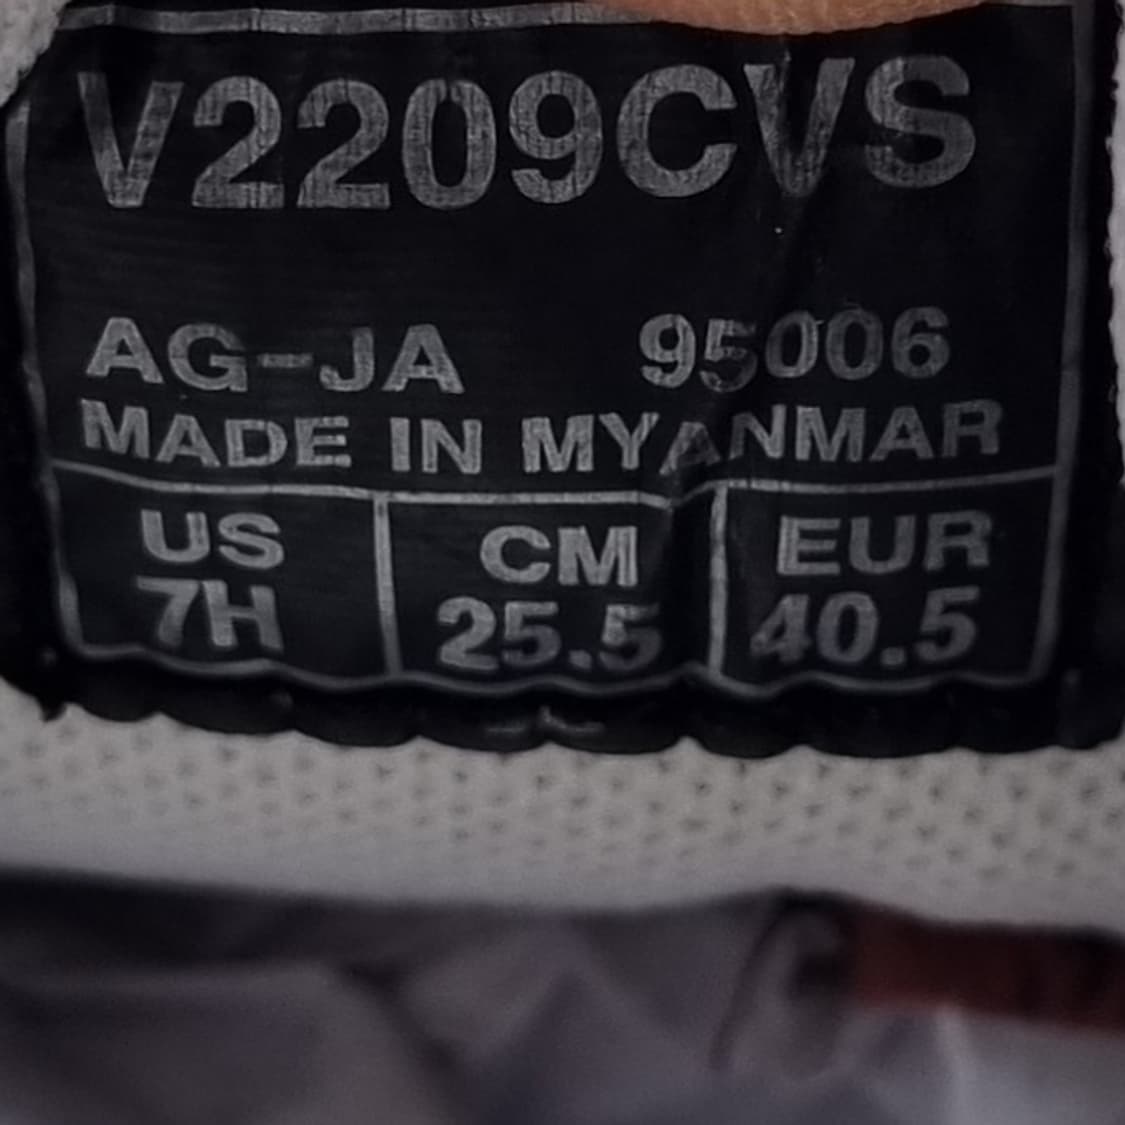 V2209CVS
AG-JA 95006
MADE IN MYANMAR
US CM EUR
7H 25.5 40.5